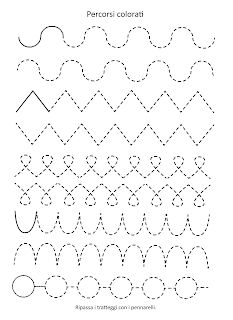 Percorsi colorati
Ripassa i tratteggi con i pennarelli.